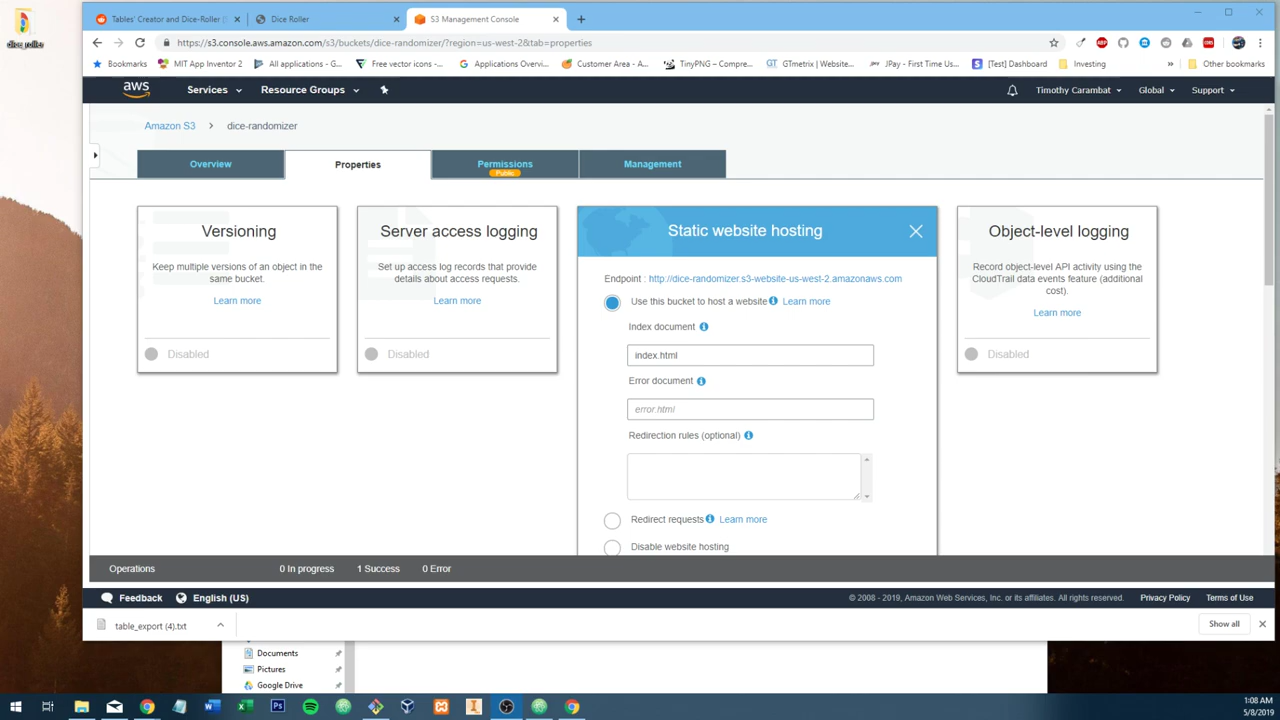 dice_roller
Tables' Creator and Dice-Roller (
Dice Roller
S3 Management Console
https://s3.console.aws.amazon.com/s3/buckets/dice-randomizer/?region=us-west-2&tab=properties
Bookmarks
MIT App Inventor 2
All applications - G...
Free vector icons -...
Applications Overvi...
Customer Area - A...
TinyPNG – Compre...
GTmetrix | Website...
JPay - First Time Us...
[Test] Dashboard
Investing
Other bookmarks
aws
Services
Resource Groups
Timothy Carambat
Global
Support
Amazon S3
dice-randomizer
Overview
Properties
Permissions
Public
Management
Versioning
Keep multiple versions of an object in the
same bucket.
Learn more
Disabled
Server access logging
Set up access log records that provide
details about access requests.
Learn more
Disabled
Static website hosting
Endpoint : http://dice-randomizer.s3-website-us-west-2.amazonaws.com
Use this bucket to host a website Learn more
Index document
index.html
Error document
error.html
Redirection rules (optional)
Redirect requests Learn more
Disable website hosting
Object-level logging
Record object-level API activity using the
CloudTrail data events feature (additional
cost).
Learn more
Disabled
Operations
0 In progress
1 Success
0 Error
Feedback
English (US)
© 2008 - 2019, Amazon Web Services, Inc. or its affiliates. All rights reserved.
Privacy Policy
Terms of Use
table_export (4).txt
Show all
Documents
Pictures
Google Drive
1:08 AM
5/8/2019